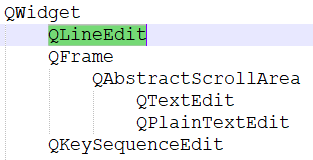 QWidget
QLineEdit
QFrame
QAbstractScrollArea
QTextEdit
QPlainTextEdit
QKeySequenceEdit